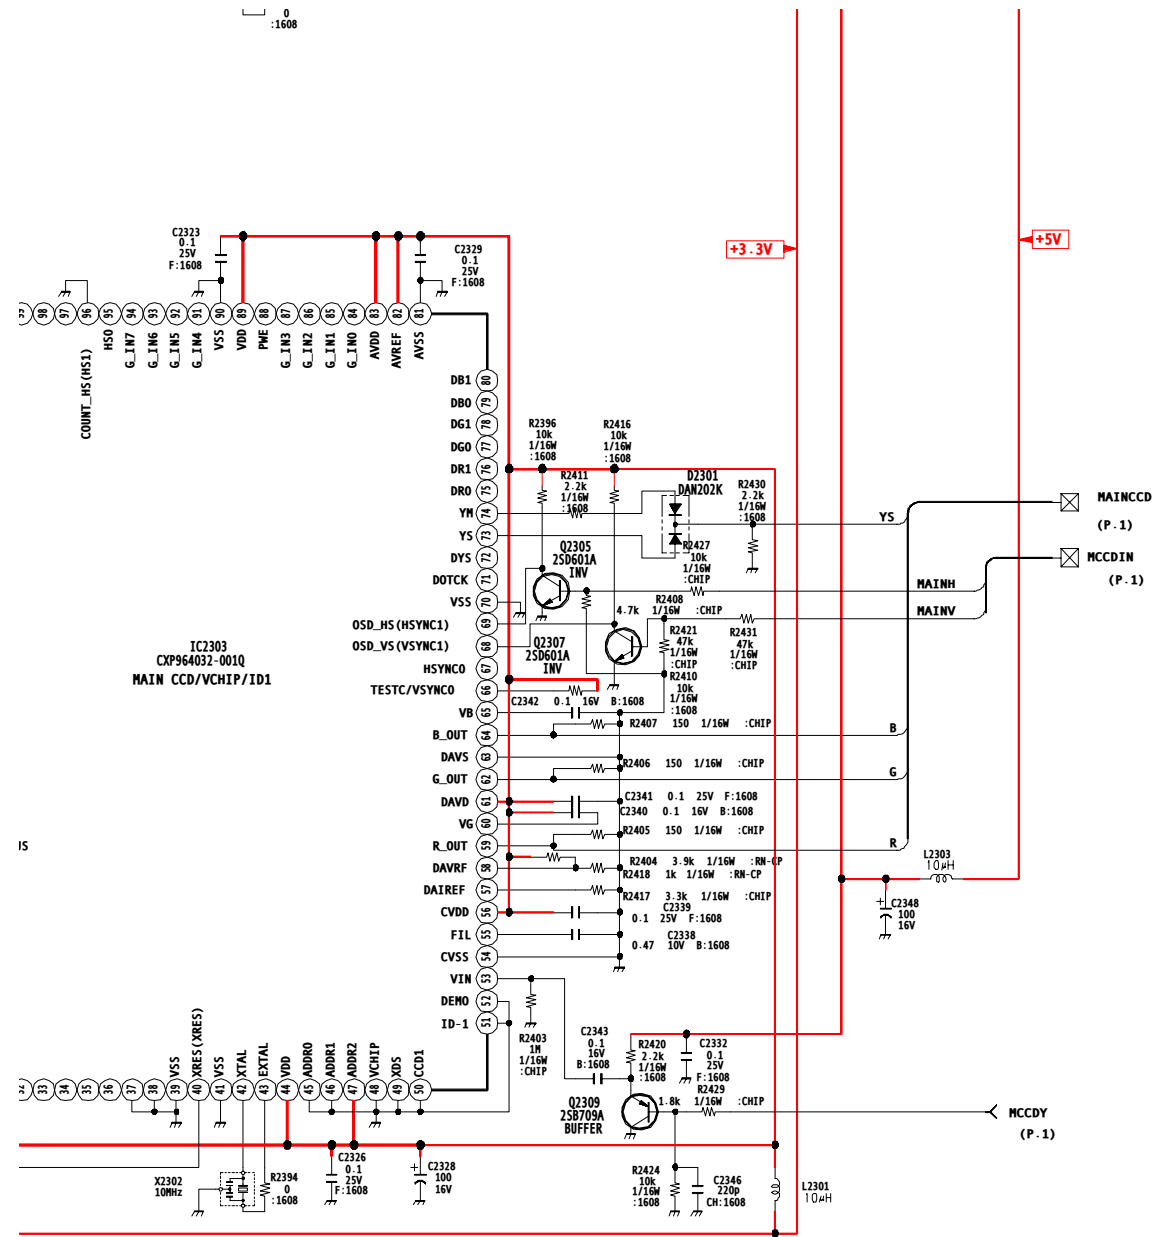 0
:1608
C2323
0.1
25V
F:1608
C2329
0.1
25V
F:1608
+3.3V
+5V
98
97
96
95
94
93
92
91
90
89
88
87
86
85
84
83
82
81
COUNT_HS(HS1)
HSO
G_IN7
G_IN6
G_IN5
G_IN4
VSS
VDD
PWE
G_IN3
G_IN2
G_IN1
G_IN0
AVDD
AVREF
AVSS
DB1 80
DB0 79
DG1 78
DG0 77
DR1 76
DR0 75
YM 74
YS 73
DYS 72
DOTCK 71
VSS 70
OSD_HS(HSYNC1) 69
OSD_VS(VSYNC1) 68
HSYNC0 67
TESTC/VSYNC0 66
VB 65
B_OUT 64
DAVS 63
G_OUT 62
DAVD 61
VG 60
R_OUT 59
DAVRF 58
DAIREF 57
CVDD 56
FIL 55
CVSS 54
VIN 53
DEMO 52
ID-1 51
IC2303
CXP964032-001Q
MAIN CCD/VCHIP/ID1
R2396
10k
1/16W
:1608
R2416
10k
1/16W
:1608
R2411
2.2k
1/16W
:1608
D2301
DAN202K
R2430
2.2k
1/16W
:1608
YS
MAINCCD
(P.1)
MCCDIN
(P.1)
Q2305
2SD601A
INV
R2427
10k
1/16W
:CHIP
MAINH
MAINV
4.7k
R2408
1/16W :CHIP
Q2307
2SD601A
INV
R2421
47k
1/16W
:CHIP
R2431
47k
1/16W
:CHIP
R2410
10k
1/16W
:1608
C2342 0.1 16V B:1608
R2407 150 1/16W :CHIP
B
R2406 150 1/16W :CHIP
G
C2341 0.1 25V F:1608
C2340 0.1 16V B:1608
R2405 150 1/16W :CHIP
R
R2404 3.9k 1/16W :RN-CP
R2418 1k 1/16W :RN-CP
R2417 3.3k 1/16W :CHIP
C2339
0.1 25V F:1608
C2338
0.47 10V B:1608
L2303
10μH
C2348
100
16V
+
R2403
1M
1/16W
:CHIP
C2343
0.1
16V
B:1608
R2420
2.2k
1/16W
:1608
C2332
0.1
25V
F:1608
R2429
1.8k 1/16W :CHIP
Q2309
2SB709A
BUFFER
MCCDY
(P.1)
R2424
10k
1/16W
:1608
C2346
220p
CH:1608
L2301
10μH
VSS
XRES(XRES)
VSS
XTAL
EXTAL
VDD
ADDR0
ADDR1
ADDR2
VCHIP
XDS
CCD1
33
34
35
36
37
38
39
40
41
42
43
44
45
46
47
48
49
50
X2302
10MHz
R2394
0
:1608
C2326
0.1
25V
F:1608
+
C2328
100
16V